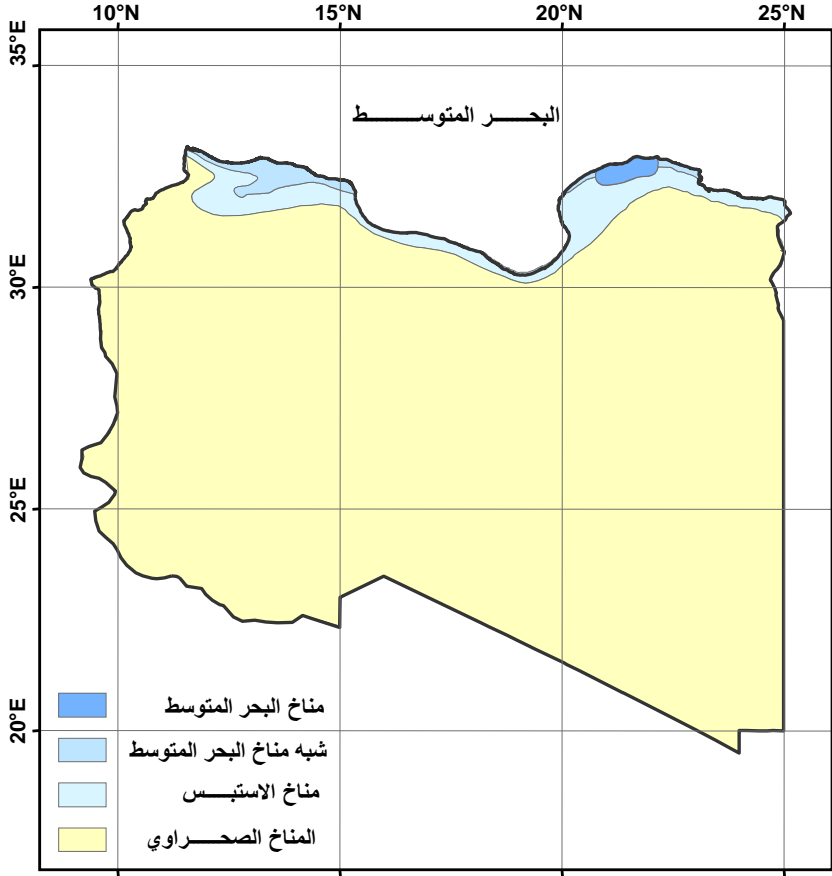 10°N 15°N 20°N 25°N
35°E
البحـــر المتوســـــط
30°E
25°E
20°E
مناخ البحر المتوسط
شبه مناخ البحر المتوسط
مناخ الاستبـــس
المناخ الصحـــراوي